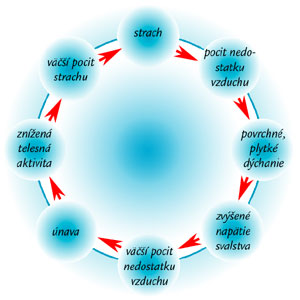 strach
pocit nedo-
statku
vzduchu
povrchné,
plytké
dýchanie
zvýšené
napätie
svalstva
väčší pocit
nedostatku
vzduchu
únava
znížená
telesná
aktivita
väčší pocit
strachu